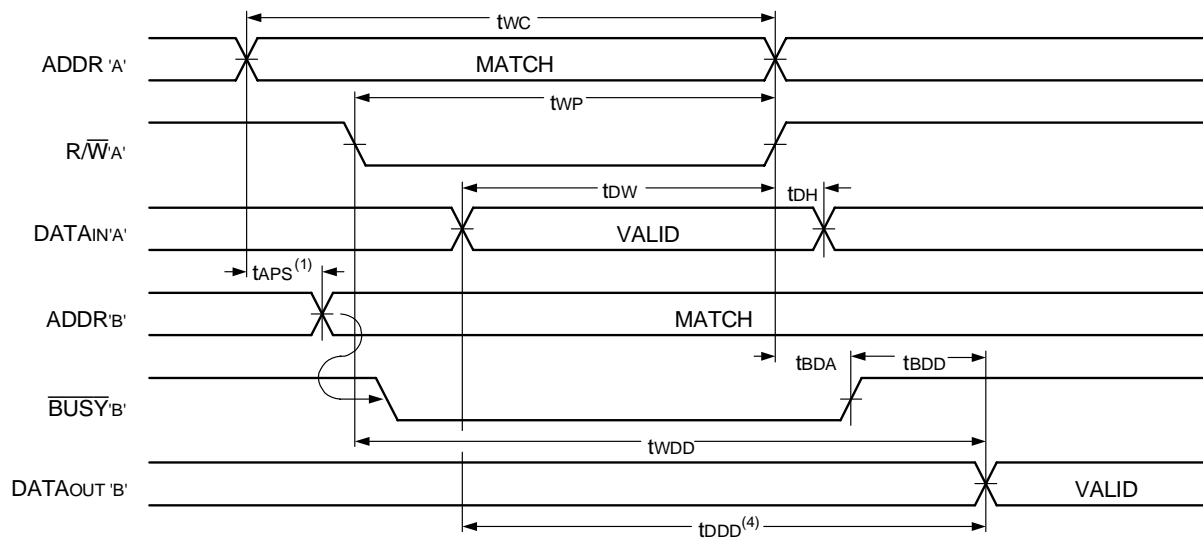 tWC
ADDR 'A' MATCH
tWP
R/W̅'A'
tDW tDH
DATAIN'A' VALID
tAPS(1)
ADDR'B' MATCH
tBDA tBDD
B̅U̅S̅Y̅'B'
tWDD
DATAOUT 'B' VALID
tDDD(4)